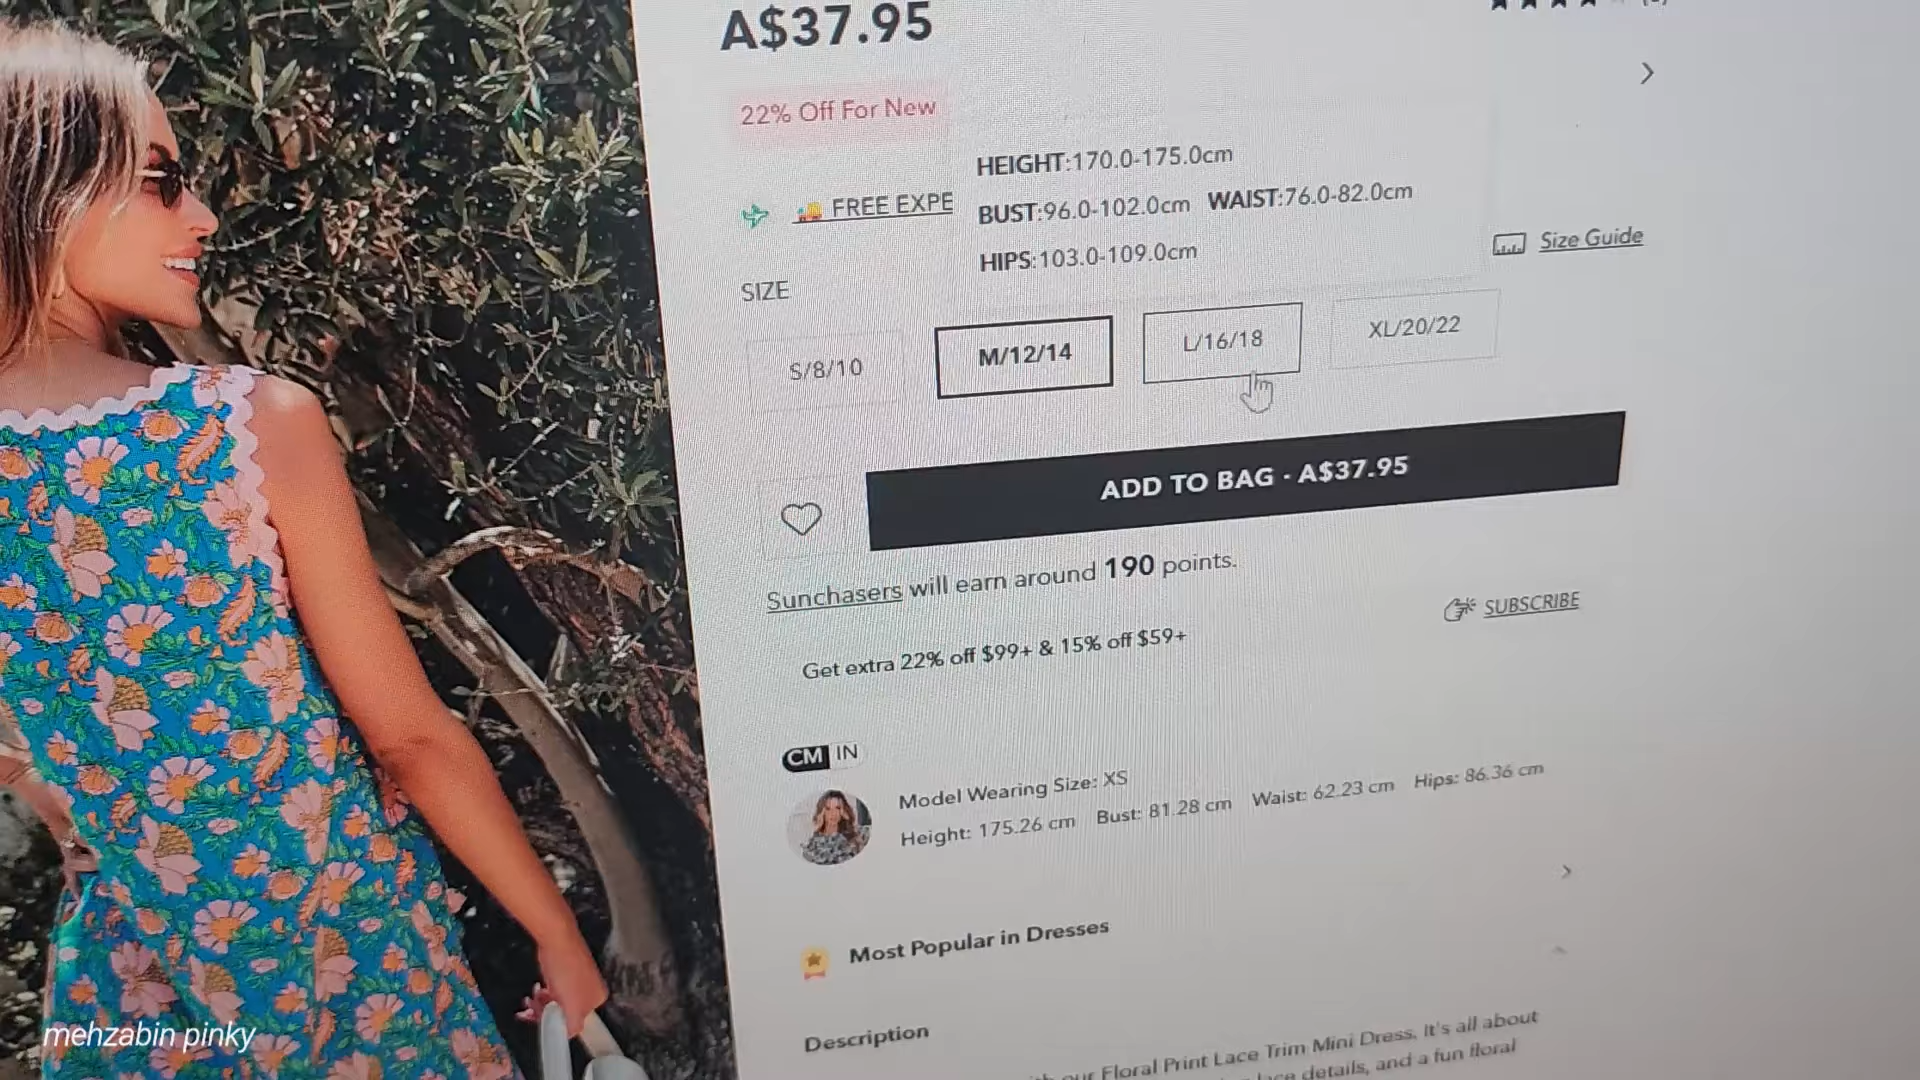 A$37.95
22% Off For New
HEIGHT:170.0-175.0cm
FREE EXPE
BUST:96.0-102.0cm WAIST:76.0-82.0cm
HIPS:103.0-109.0cm
Size Guide
SIZE
S/8/10
M/12/14
L/16/18
XL/20/22
ADD TO BAG · A$37.95
Sunchasers will earn around 190 points.
SUBSCRIBE
Get extra 22% off $99+ & 15% off $59+
CM IN
Model Wearing Size: XS
Height: 175.26 cm Bust: 81.28 cm Waist: 62.23 cm Hips: 86.36 cm
Most Popular in Dresses
Description
our Floral Print Lace Trim Mini Dress. It's all about
details, and a fun floral
mehzabin pinky